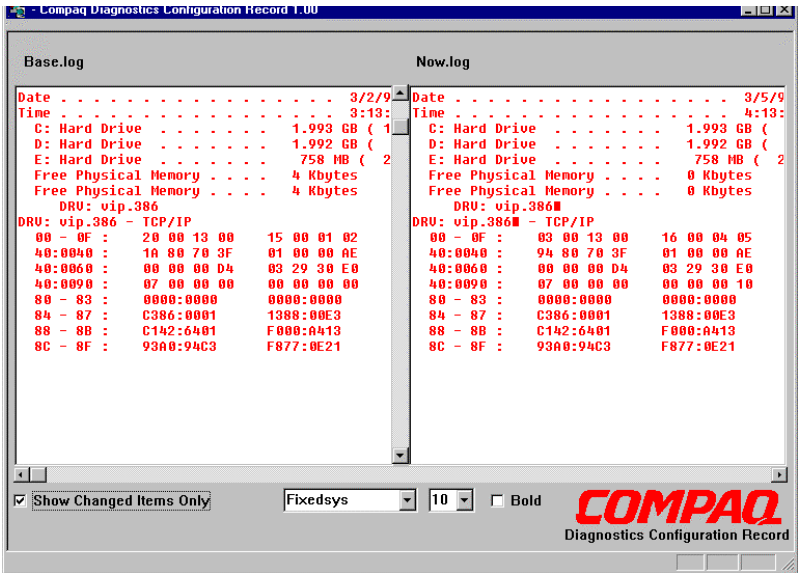 - Compaq Diagnostics Configuration Record 1.00
Base.log
Date . . . . . . . . . . . . . . . . . 3/2/9
Time . . . . . . . . . . . . . . . . . 3:13:
C: Hard Drive . . . . . . . 1.993 GB ( 1
D: Hard Drive . . . . . . . 1.992 GB (
E: Hard Drive . . . . . . . 758 MB ( 2
Free Physical Memory . . . . 4 Kbytes
Free Physical Memory . . . . 4 Kbytes
DRV: vip.386
DRV: vip.386 - TCP/IP
00 - 0F : 20 00 13 00 15 00 01 02
40:0040 : 1A 80 70 3F 01 00 00 AE
40:0060 : 00 00 00 D4 03 29 30 E0
40:0090 : 07 00 00 00 00 00 00 00
80 - 83 : 0000:0000 0000:0000
84 - 87 : C386:0001 1388:00E3
88 - 8B : C142:6401 F000:A413
8C - 8F : 93A0:94C3 F877:0E21
Now.log
Date . . . . . . . . . . . . . . . . . 3/5/9
Time . . . . . . . . . . . . . . . . . 4:13:
C: Hard Drive . . . . . . . 1.993 GB (
D: Hard Drive . . . . . . . 1.992 GB (
E: Hard Drive . . . . . . . 758 MB ( 2
Free Physical Memory . . . . 0 Kbytes
Free Physical Memory . . . . 0 Kbytes
DRV: vip.386■
DRV: vip.386■ - TCP/IP
00 - 0F : 03 00 13 00 16 00 04 05
40:0040 : 94 80 70 3F 01 00 00 AE
40:0060 : 00 00 00 D4 03 29 30 E0
40:0090 : 07 00 00 00 00 00 00 10
80 - 83 : 0000:0000 0000:0000
84 - 87 : C386:0001 1388:00E3
88 - 8B : C142:6401 F000:A413
8C - 8F : 93A0:94C3 F877:0E21
Show Changed Items Only
Fixedsys
10
Bold
COMPAQ
Diagnostics Configuration Record